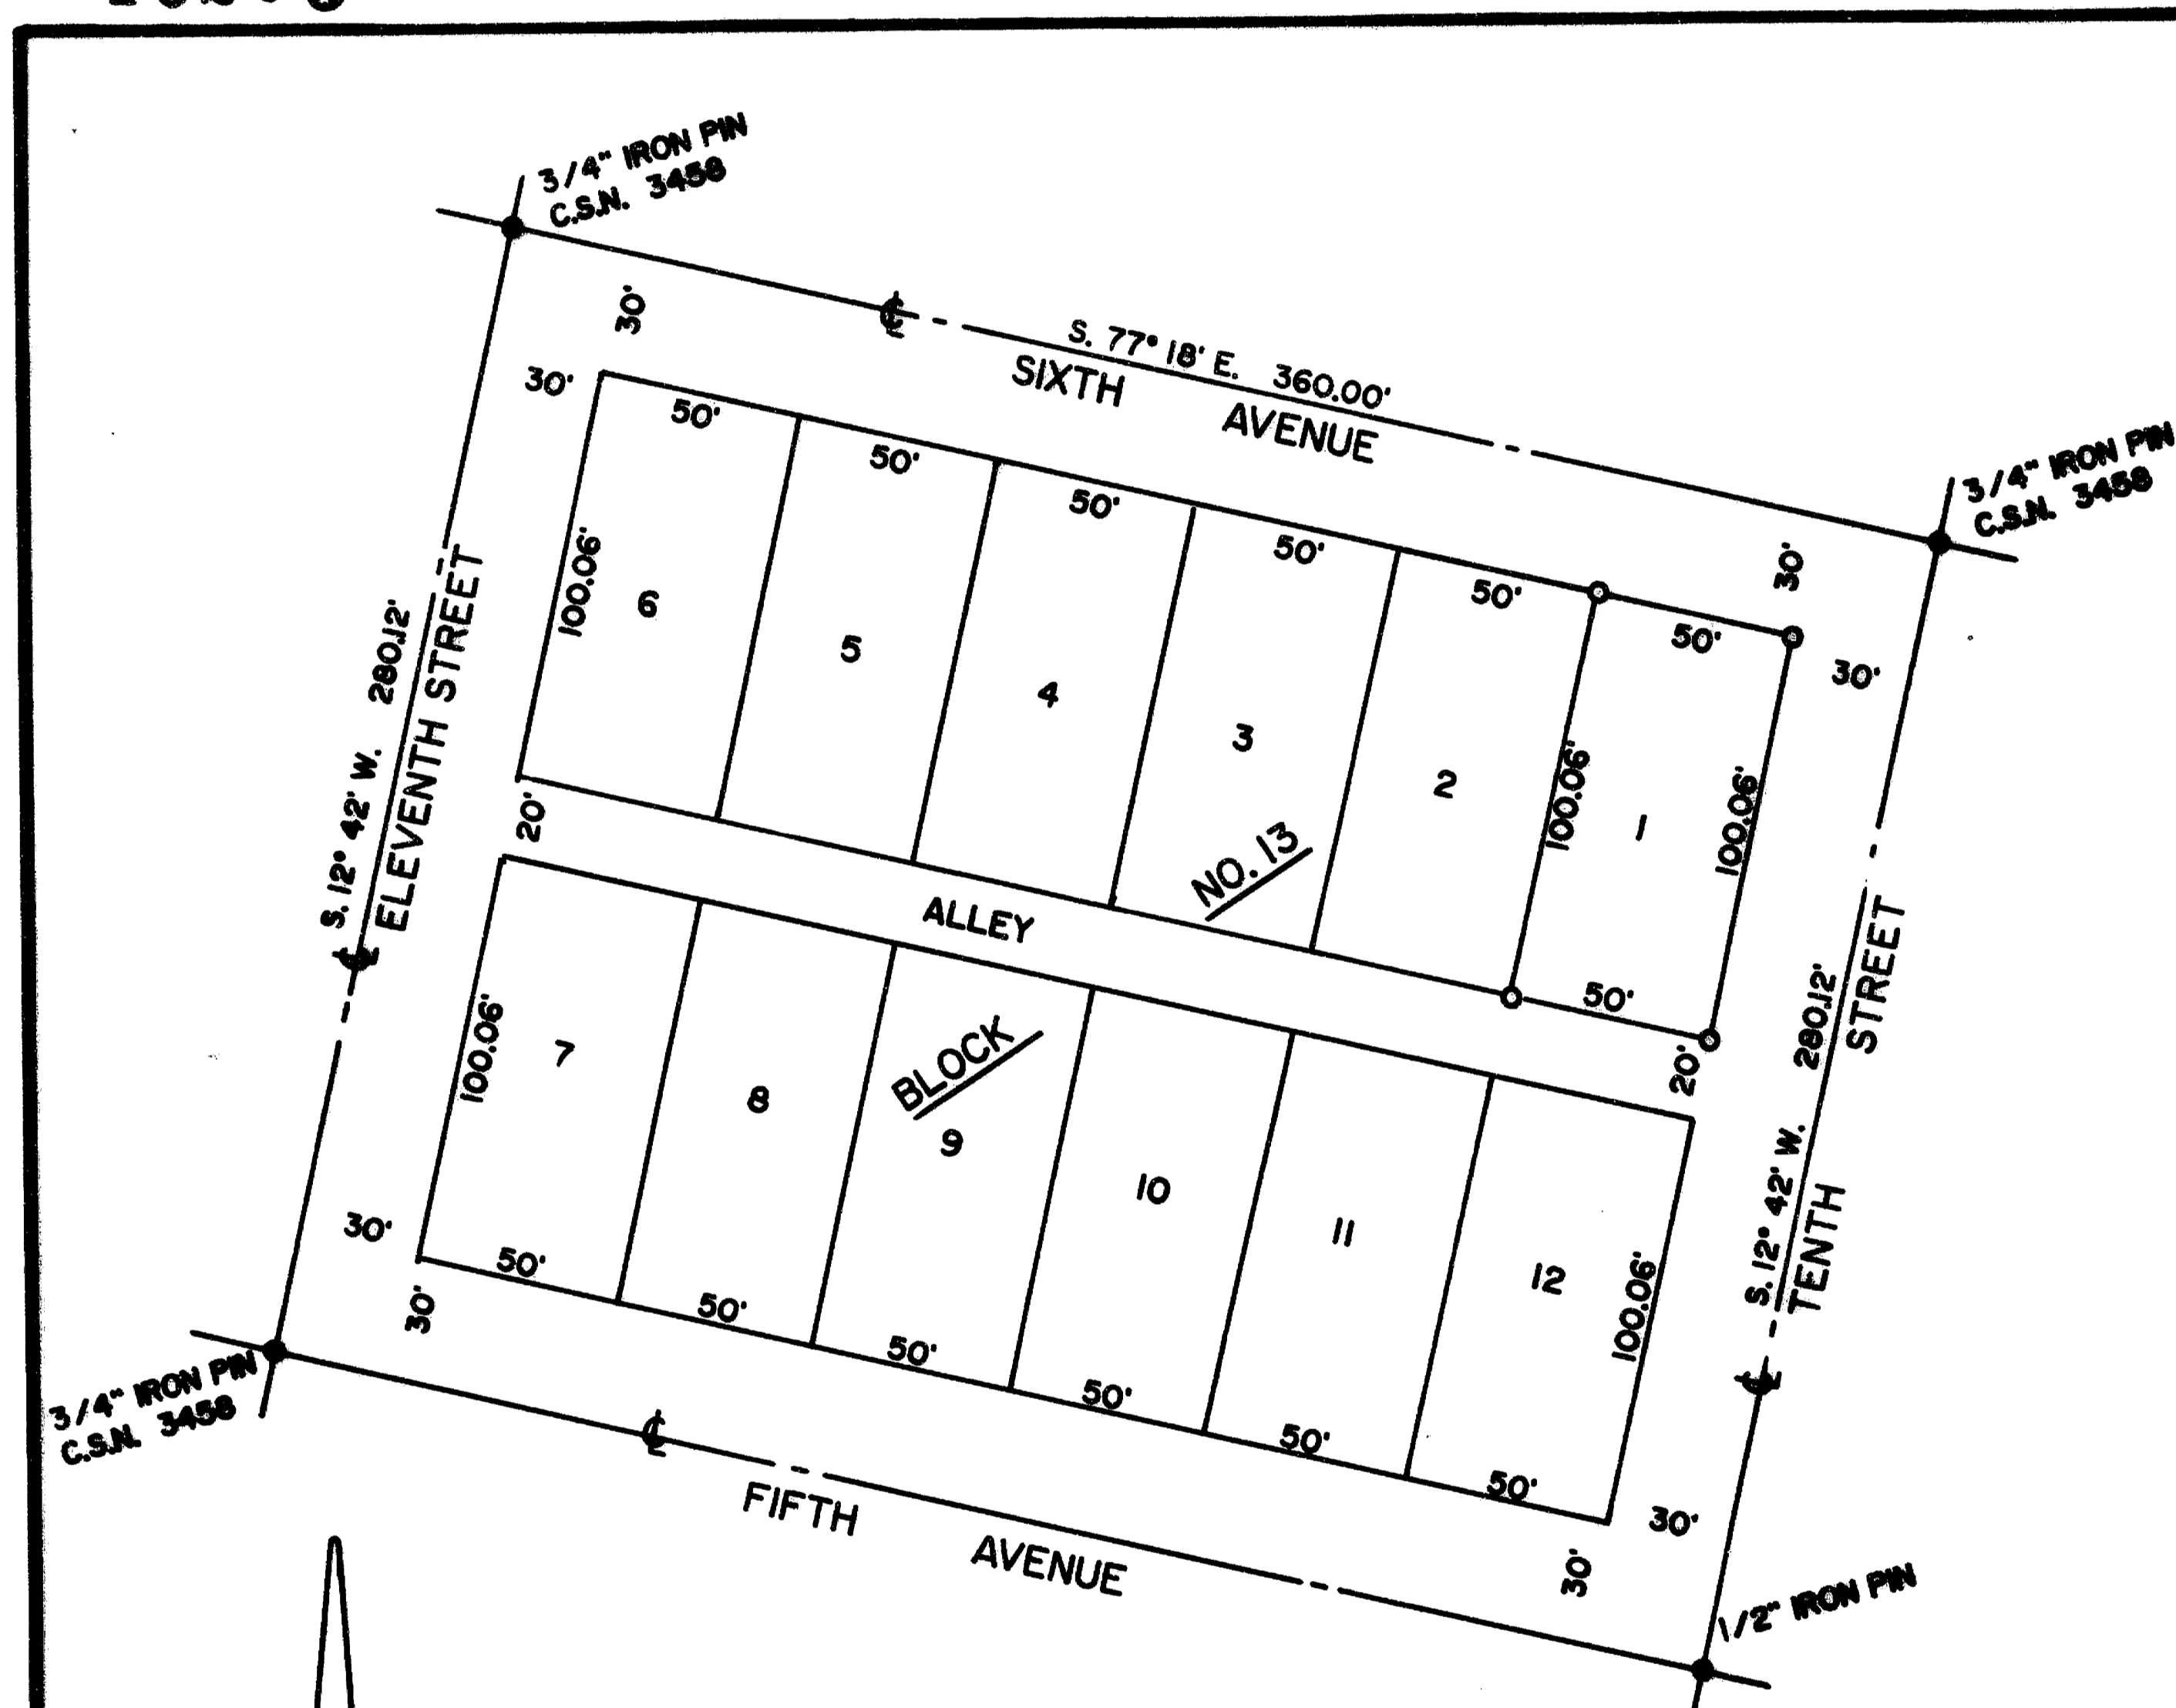 3/4" IRON PIN
C.S.N. 3458
30'
℄
S. 77° 18' E. 360.00'
SIXTH AVENUE
3/4" IRON PIN
C.S.N. 3458
30'
30'
50'
50'
50'
50'
50'
50'
30'
100.06'
6
5
4
3
2
1
100.06'
100.06'
S. 12° 42' W. 280.12'
℄ ELEVENTH STREET
NO. 13
20'
ALLEY
50'
20'
100.06'
7
8
BLOCK
9
10
11
12
100.06'
S. 12° 42' W. 280.12'
℄ TENTH STREET
30'
50'
50'
50'
50'
50'
50'
30'
30'
30'
3/4" IRON PIN
C.S.N. 3458
℄
FIFTH AVENUE
1/2" IRON PIN